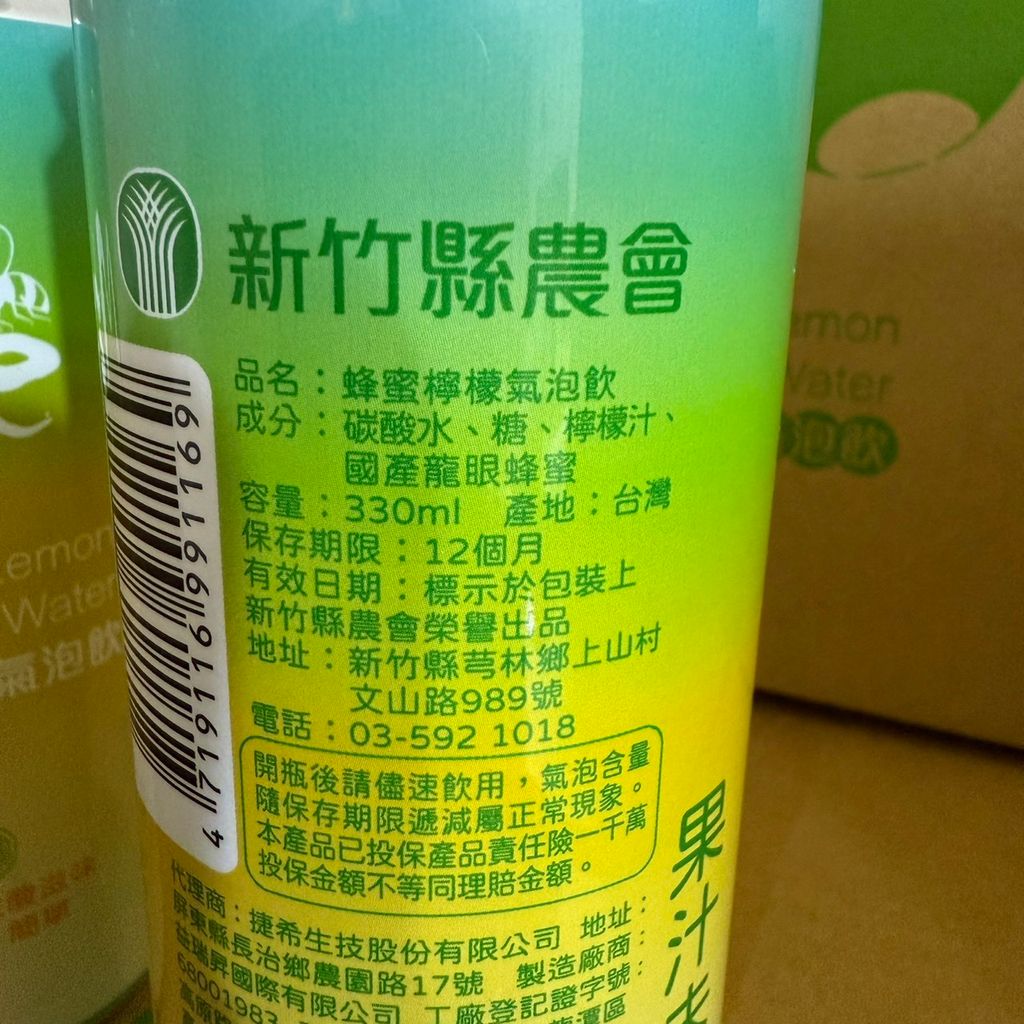 新竹縣農會
品名：蜂蜜檸檬氣泡飲
成分：碳酸水、糖、檸檬汁、
國產龍眼蜂蜜
容量：330ml 產地：台灣
保存期限：12個月
有效日期：標示於包裝上
新竹縣農會榮譽出品
地址：新竹縣芎林鄉上山村
文山路989號
電話：03-592 1018
開瓶後請儘速飲用，氣泡含量
隨保存期限遞減屬正常現象。
本產品已投保產品責任險一千萬
投保金額不等同理賠金額。
代理商：捷希生技股份有限公司 地址：
屏東縣長治鄉農園路17號 製造廠商：
益瑞昇國際有限公司 工廠登記證字號：
68001983
龍潭區
果汁
emon
Water
氣泡飲
emon
Water
泡飲